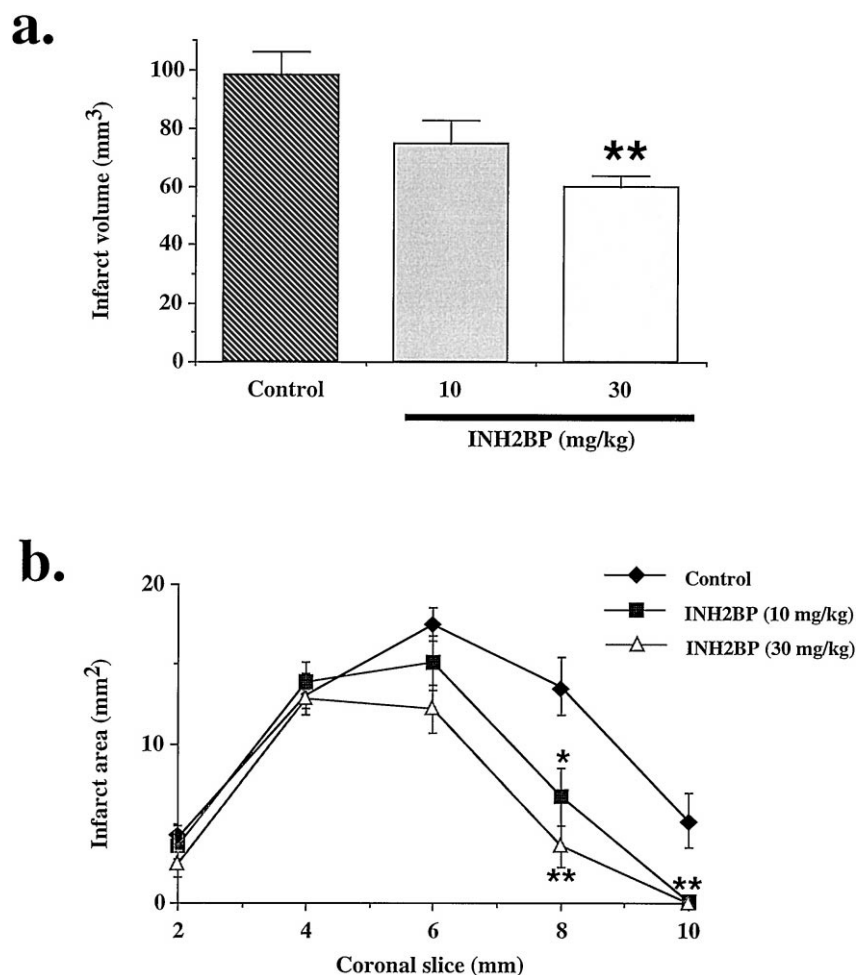 a.
Infarct volume (mm3)
100
80
60
40
20
0
**
Control
10
30
INH2BP (mg/kg)
b.
Infarct area (mm2)
20
10
0
Control
INH2BP (10 mg/kg)
INH2BP (30 mg/kg)
*
**
**
2
4
6
8
10
Coronal slice (mm)